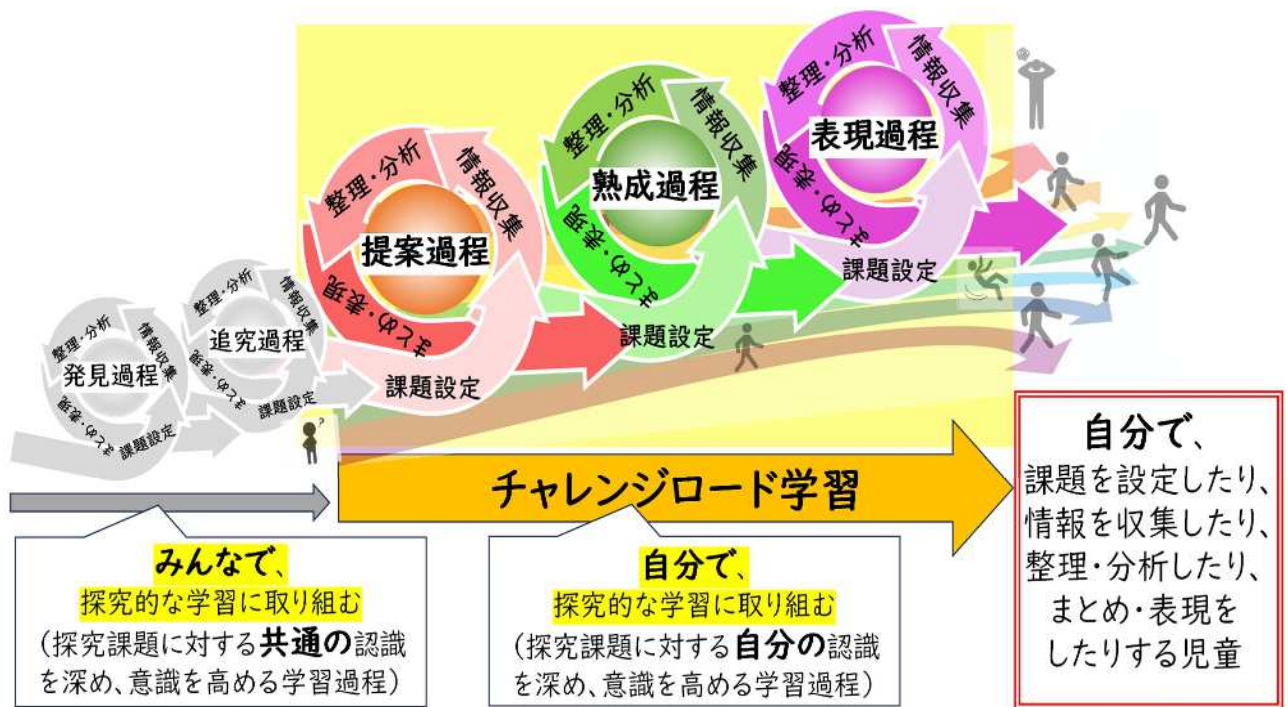 整理・分析
情報収集
まとめ・表現
課題設定
発見過程
整理・分析
情報収集
まとめ・表現
課題設定
追究過程
整理・分析
情報収集
まとめ・表現
課題設定
提案過程
整理・分析
情報収集
まとめ・表現
課題設定
熟成過程
整理・分析
情報収集
まとめ・表現
課題設定
表現過程
?
チャレンジロード学習
みんなで、
探究的な学習に取り組む
(探究課題に対する共通の認識
を深め、意識を高める学習過程)
自分で、
探究的な学習に取り組む
(探究課題に対する自分の認識
を深め、意識を高める学習過程)
自分で、
課題を設定したり、
情報を収集したり、
整理・分析したり、
まとめ・表現を
したりする児童